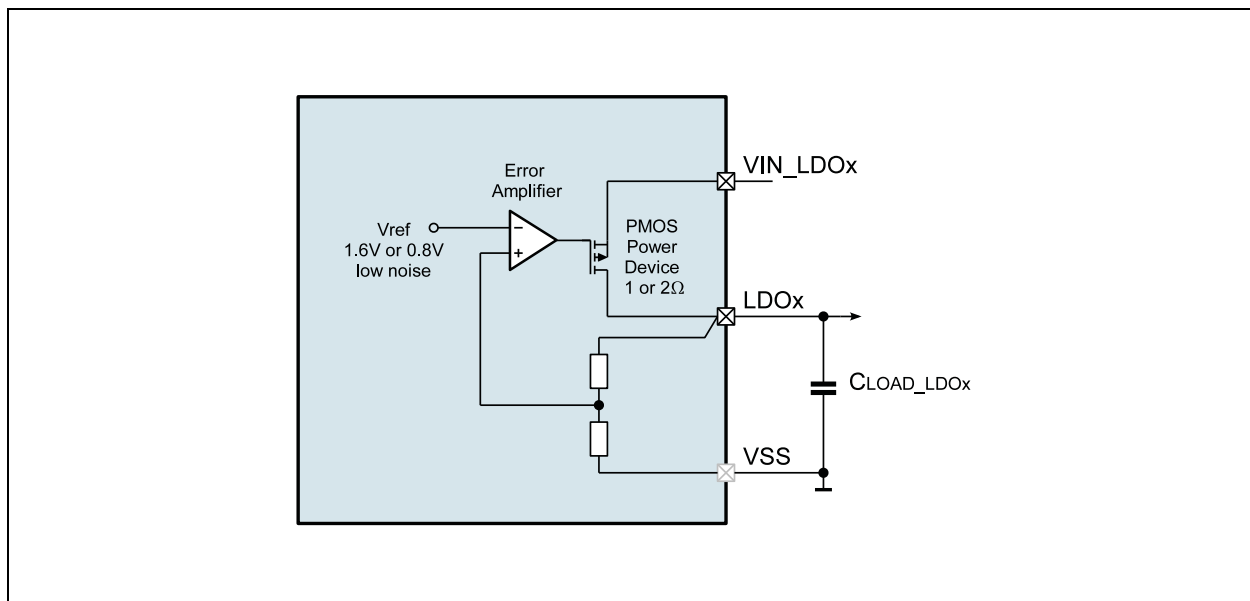 VIN_LDOx
Error
Amplifier
Vref
1.6V or 0.8V
low noise
−
+
PMOS
Power
Device
1 or 2Ω
LDOx
CLOAD_LDOx
VSS